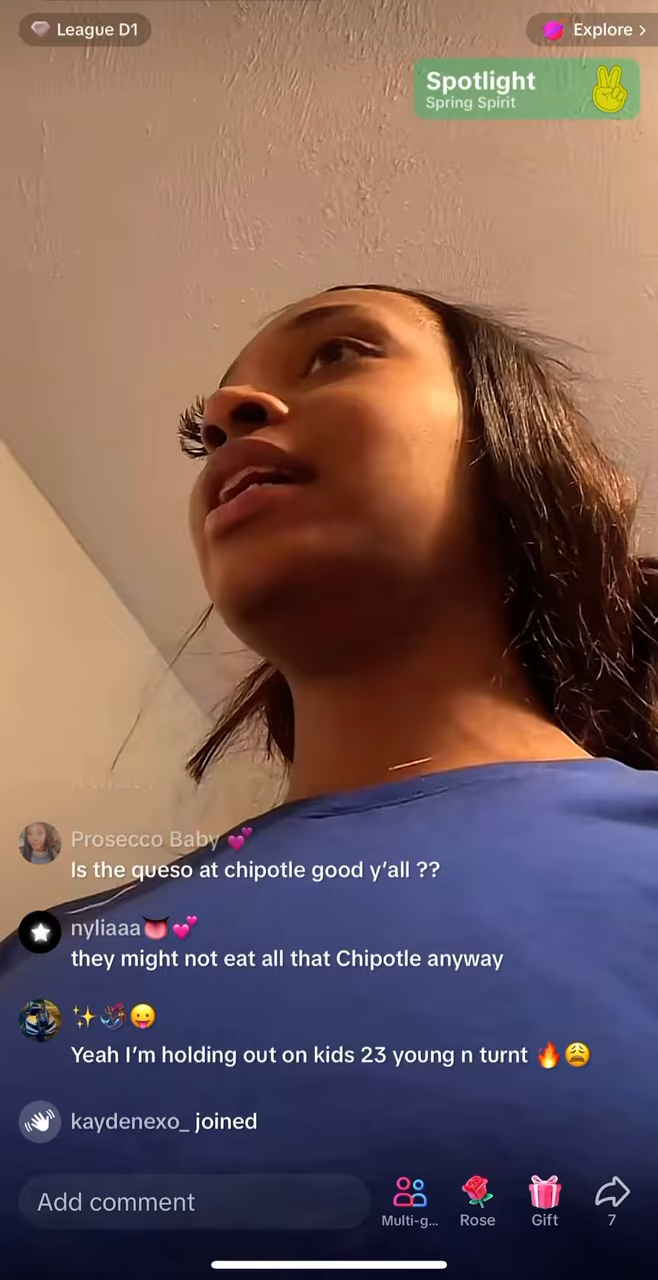 League D1
Explore >
Spotlight
Spring Spirit
Prosecco Baby 💕
Is the queso at chipotle good y'all ??
nyliaaa👅💕
they might not eat all that Chipotle anyway
✨🧜🏾‍♀️😛
Yeah I'm holding out on kids 23 young n turnt 🔥😩
kaydenexo_ joined
Add comment
Multi-g...
Rose
Gift
7